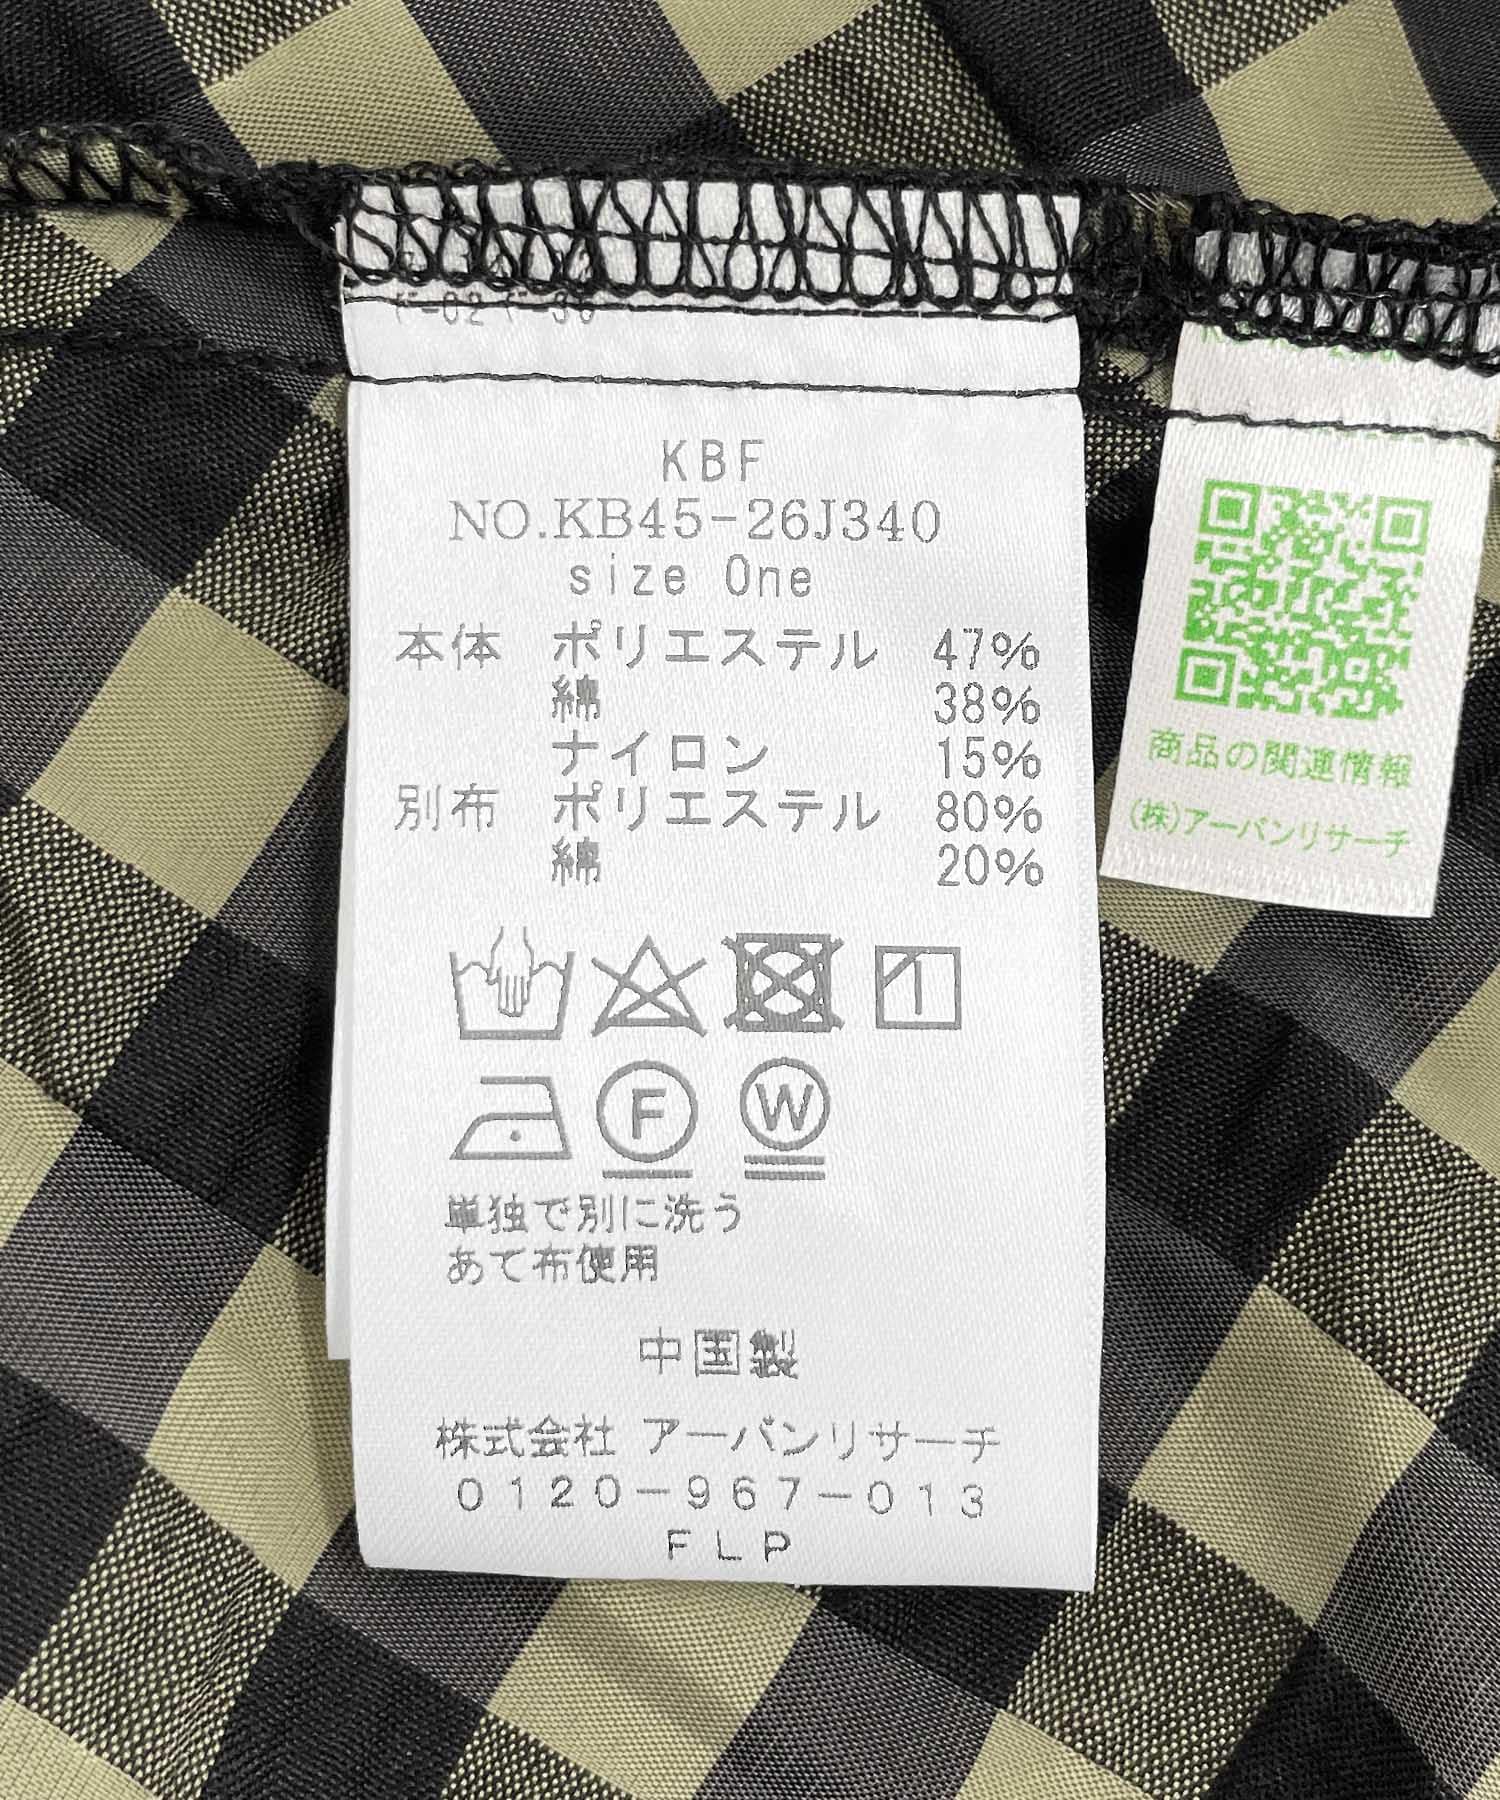 KBF
NO.KB45-26J340
size One
本体 ポリエステル 47%
綿 38%
ナイロン 15%
別布 ポリエステル 80%
綿 20%
F W
単独で別に洗う
あて布使用
中国製
株式会社 アーバンリサーチ
0120-967-013
FLP
商品の関連情報
(株)アーバンリサーチ